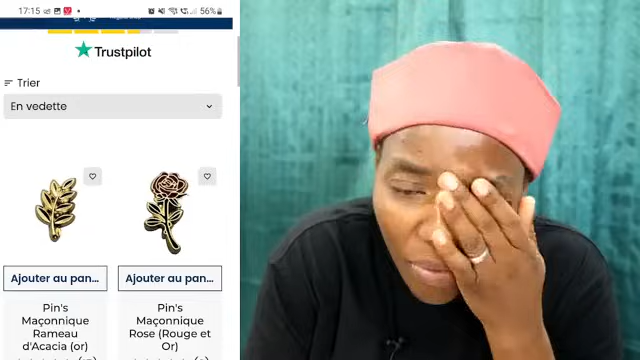 17:15
56%
Trustpilot
Trier
En vedette
Ajouter au pan...
Ajouter au pan...
Pin's
Maçonnique
Rameau
d'Acacia (or)
Pin's
Maçonnique
Rose (Rouge et
Or)